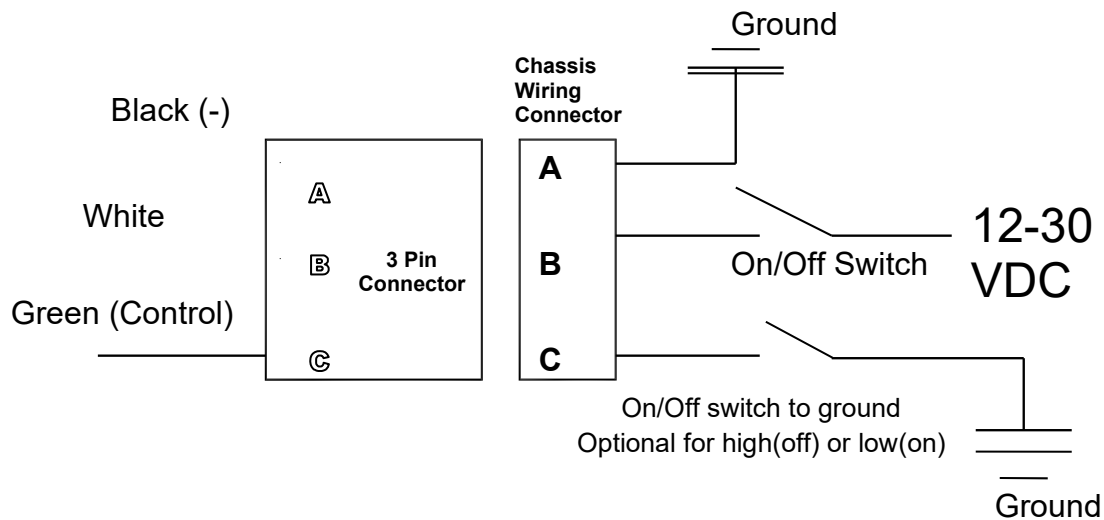 Ground
Chassis
Wiring
Connector
Black (-)
A
A
White
12-30
VDC
B
3 Pin
Connector
B
On/Off Switch
Green (Control)
C
C
On/Off switch to ground
Optional for high(off) or low(on)
Ground